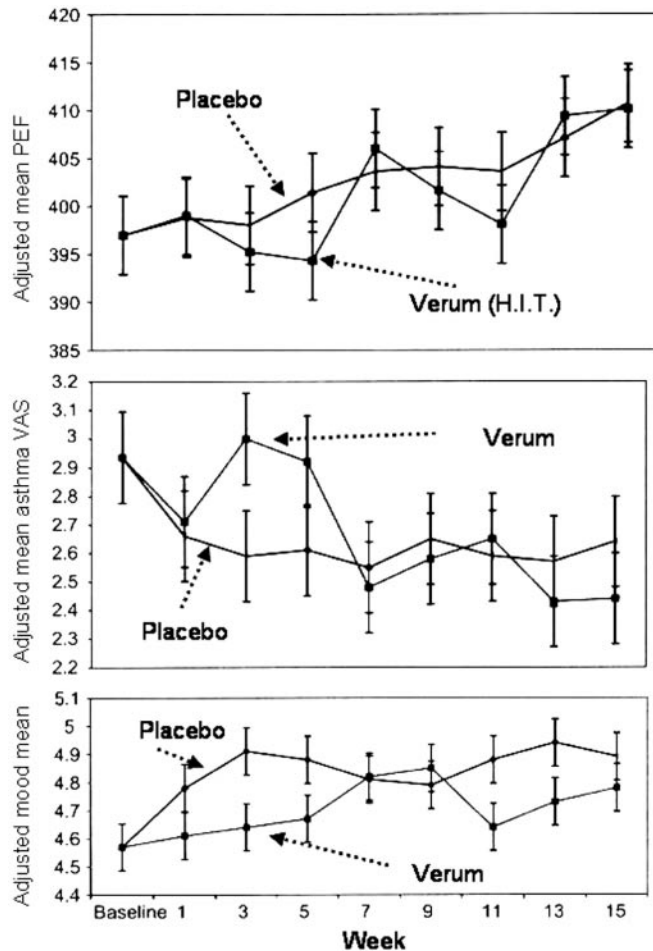 Adjusted mean PEF
420
415
410
405
400
395
390
385
Placebo
Verum (H.I.T.)
Adjusted mean asthma VAS
3.2
3.1
3
2.9
2.8
2.7
2.6
2.5
2.4
2.3
2.2
Verum
Placebo
Adjusted mood mean
5.1
5
4.9
4.8
4.7
4.6
4.5
4.4
Placebo
Verum
Baseline 1 3 5 7 9 11 13 15
Week